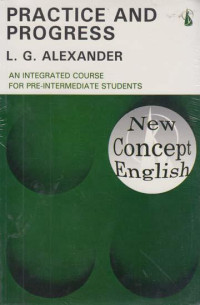 PRACTICE AND
PROGRESS
L. G. ALEXANDER
AN INTEGRATED COURSE
FOR PRE-INTERMEDIATE STUDENTS
New
Concept
English